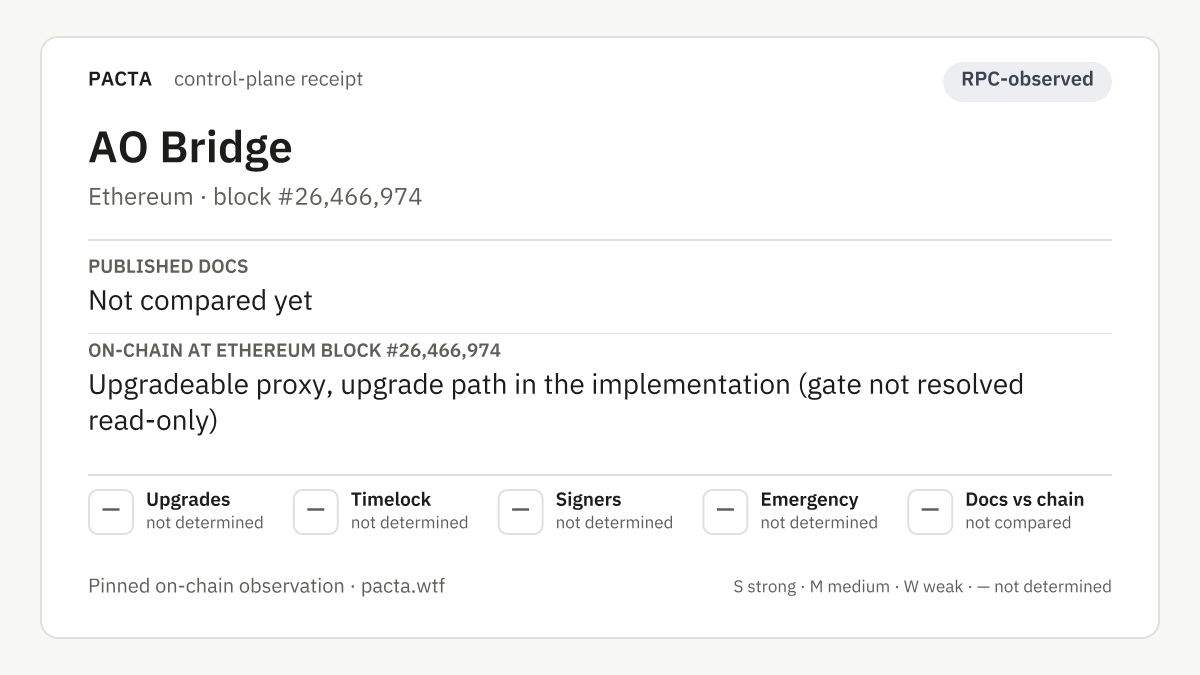 PACTA control-plane receipt
RPC-observed
AO Bridge
Ethereum · block #26,466,974
PUBLISHED DOCS
Not compared yet
ON-CHAIN AT ETHEREUM BLOCK #26,466,974
Upgradeable proxy, upgrade path in the implementation (gate not resolved
read-only)
— Upgrades
not determined
— Timelock
not determined
— Signers
not determined
— Emergency
not determined
— Docs vs chain
not compared
Pinned on-chain observation · pacta.wtf
S strong · M medium · W weak · — not determined